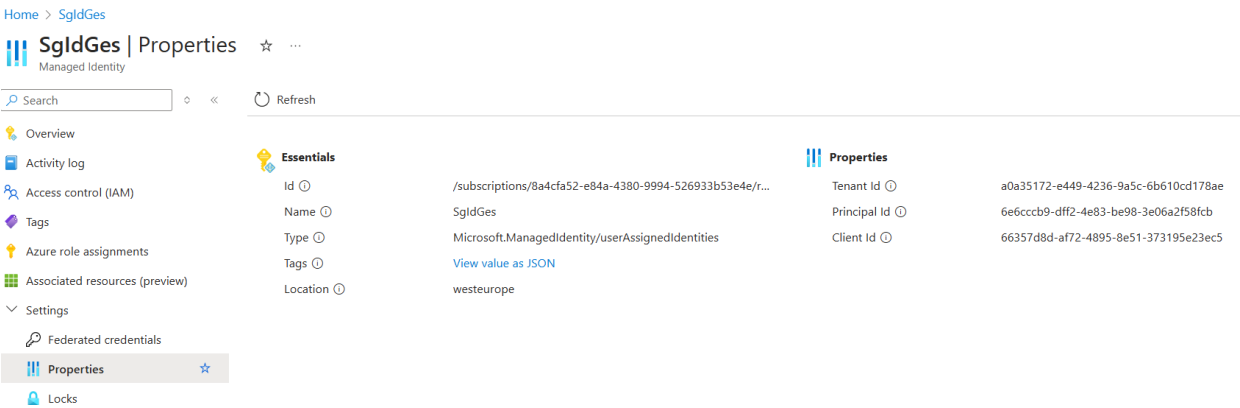 Home > SgIdGes
SgIdGes | Properties
Managed Identity
Search
Refresh
Overview
Activity log
Access control (IAM)
Tags
Azure role assignments
Associated resources (preview)
Settings
Federated credentials
Properties
Locks
Essentials
Id /subscriptions/8a4cfa52-e84a-4380-9994-526933b53e4e/r...
Name SgIdGes
Type Microsoft.ManagedIdentity/userAssignedIdentities
Tags View value as JSON
Location westeurope
Properties
Tenant Id a0a35172-e449-4236-9a5c-6b610cd178ae
Principal Id 6e6cccb9-dff2-4e83-be98-3e06a2f58fcb
Client Id 66357d8d-af72-4895-8e51-373195e23ec5